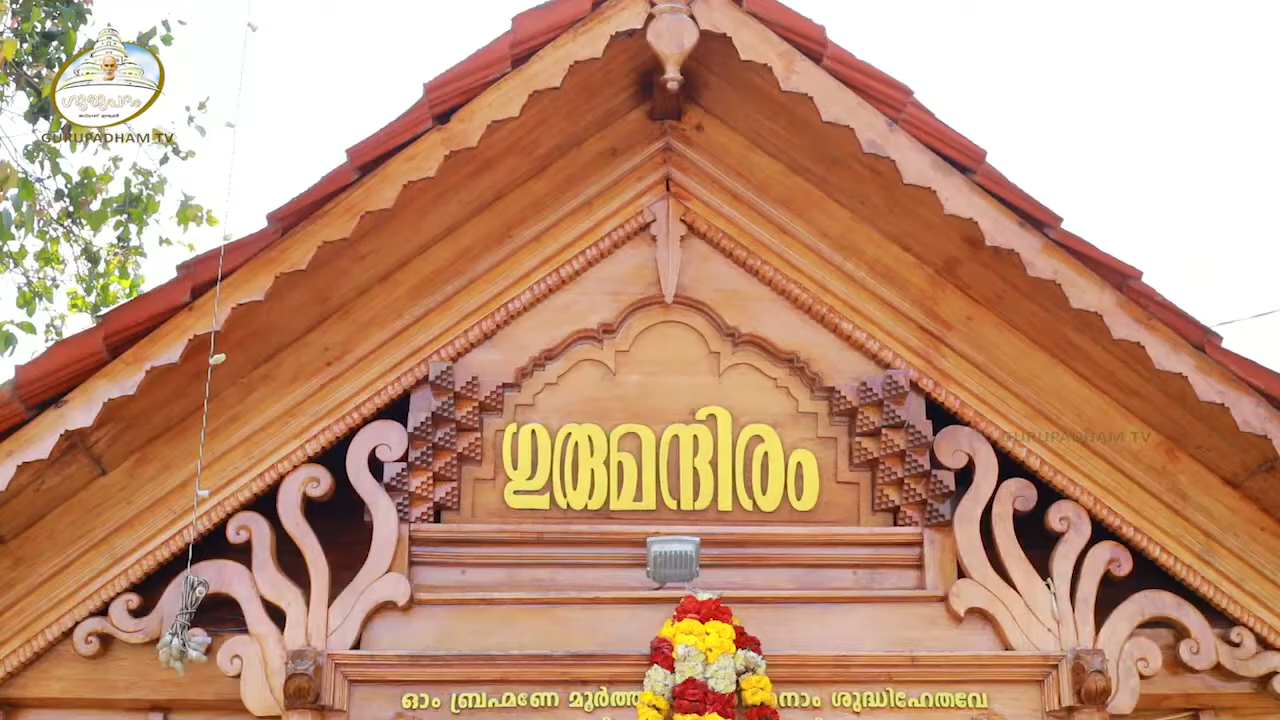 ഗുരുപദം
GURUPADHAM TV
ഗുരുമന്ദിരം
GURUPADHAM TV
ഓം ബ്രഹ്മണേ മൂർത്ത നാം ശുദ്ധിഹേതവേ